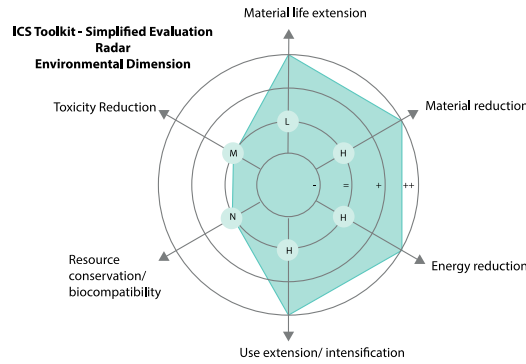 ICS Toolkit - Simplified Evaluation
Radar
Environmental Dimension
Material life extension
Toxicity Reduction
Material reduction
L
M
H
- = + ++
N
H
H
Resource
conservation/
biocompatibility
Energy reduction
Use extension/ intensification